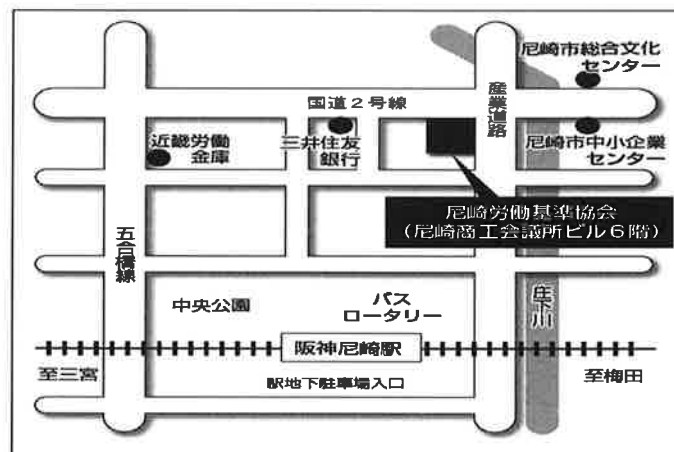 尼崎市総合文化
センター
国道２号線
産業道路
近畿労働
金庫
三井住友
銀行
尼崎市中小企業
センター
尼崎労働基準協会
（尼崎商工会議所ビル６階）
五合橋線
中央公園
バス
ロータリー
庄下川
阪神尼崎駅
至三宮
駅地下駐車場入口
至梅田